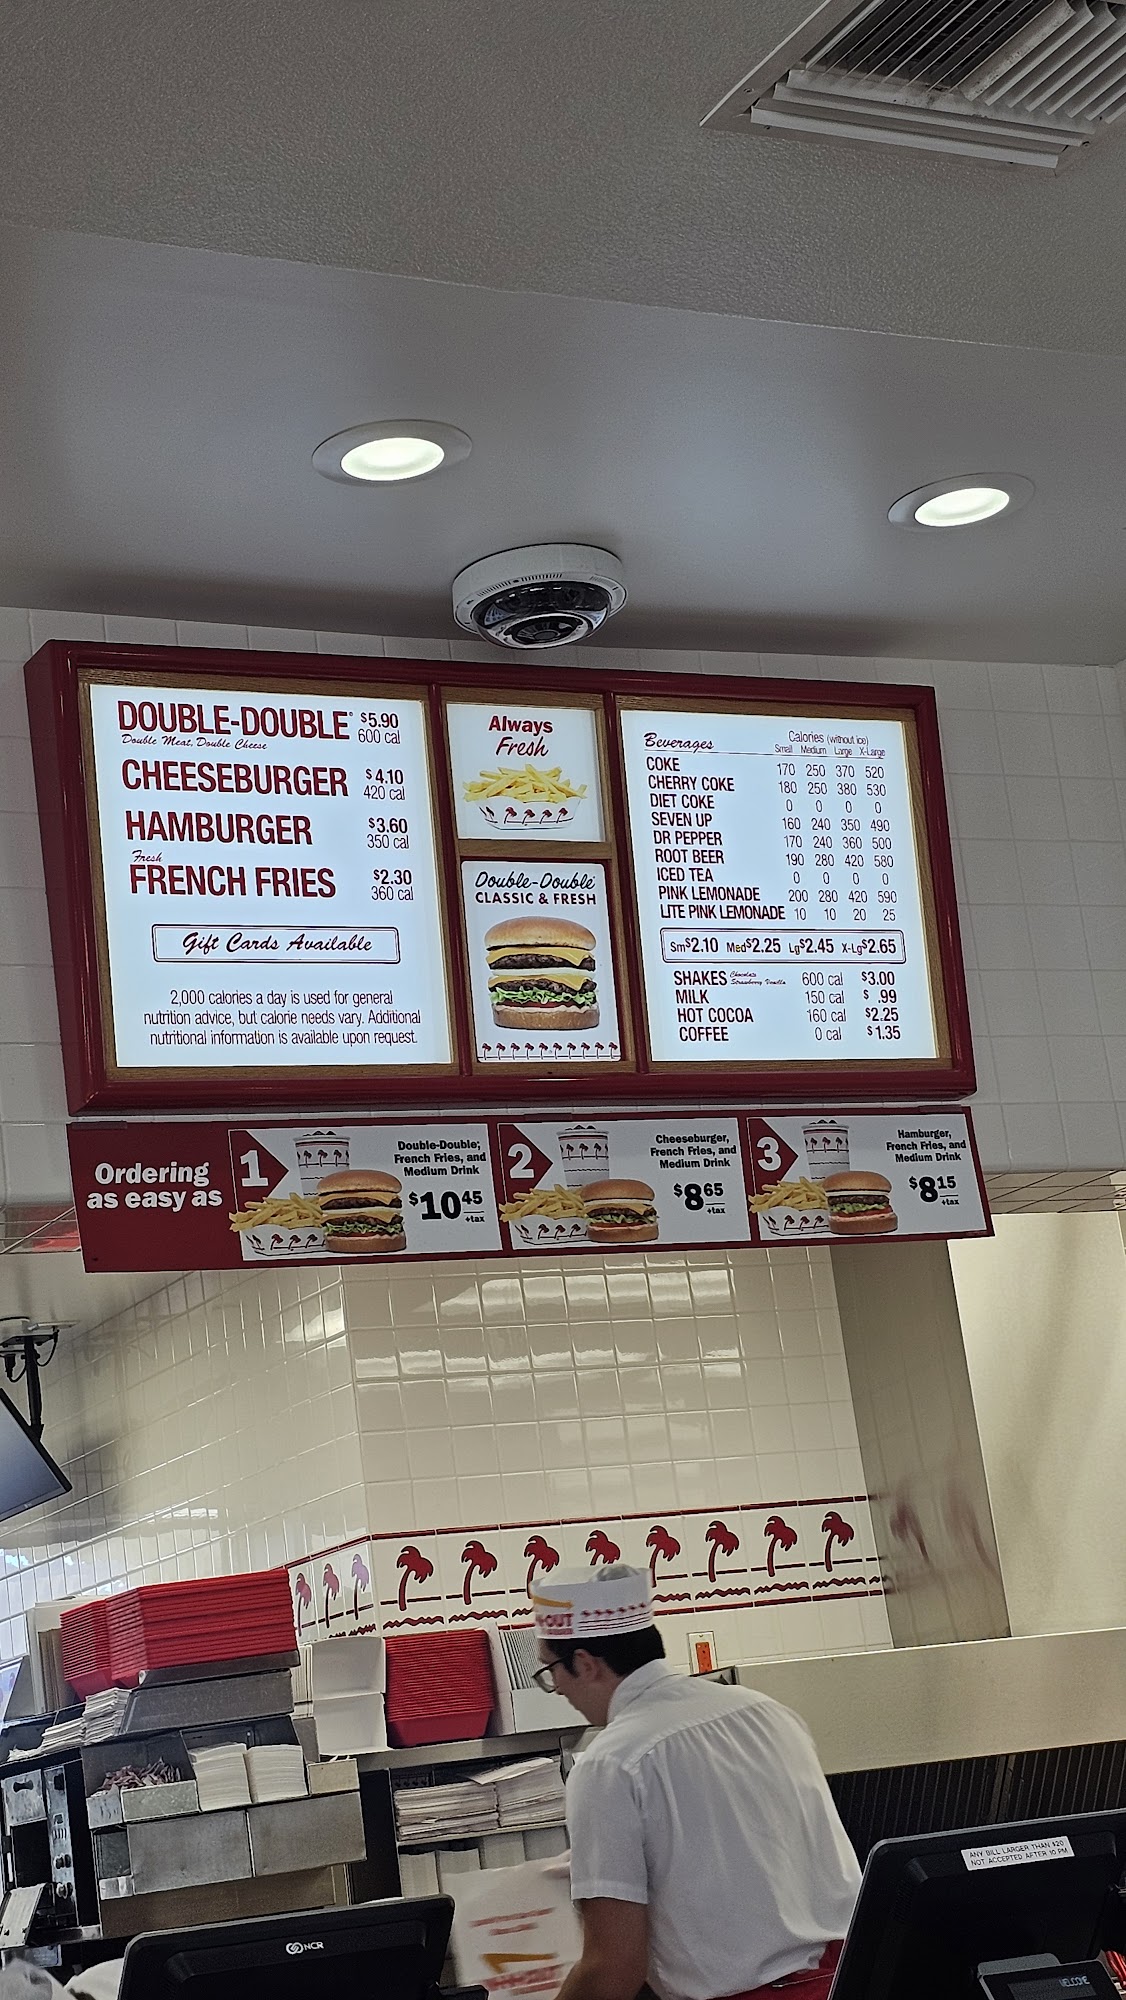 DOUBLE-DOUBLE® $5.90
Double Meat, Double Cheese 600 cal
CHEESEBURGER $4.10
420 cal
HAMBURGER $3.60
350 cal
Fresh
FRENCH FRIES $2.30
360 cal
Gift Cards Available
2,000 calories a day is used for general
nutrition advice, but calorie needs vary. Additional
nutritional information is available upon request.
Always
Fresh
Double-Double®
CLASSIC & FRESH
Beverages Calories (without ice)
Small Medium Large X-Large
COKE 170 250 370 520
CHERRY COKE 180 250 380 530
DIET COKE 0 0 0 0
SEVEN UP 160 240 350 490
DR PEPPER 170 240 360 500
ROOT BEER 190 280 420 580
ICED TEA 0 0 0 0
PINK LEMONADE 200 280 420 590
LITE PINK LEMONADE 10 10 20 25
Sm$2.10 Med$2.25 Lg$2.45 X-Lg$2.65
SHAKES Chocolate Strawberry Vanilla 600 cal $3.00
MILK 150 cal $ .99
HOT COCOA 160 cal $2.25
COFFEE 0 cal $1.35
Ordering
as easy as
1
Double-Double®,
French Fries, and
Medium Drink
$10.45
+tax
2
Cheeseburger,
French Fries, and
Medium Drink
$8.65
+tax
3
Hamburger,
French Fries, and
Medium Drink
$8.15
+tax
OUT
ANY BILL LARGER THAN $20
NOT ACCEPTED AFTER 10 PM
NCR
WELCOME